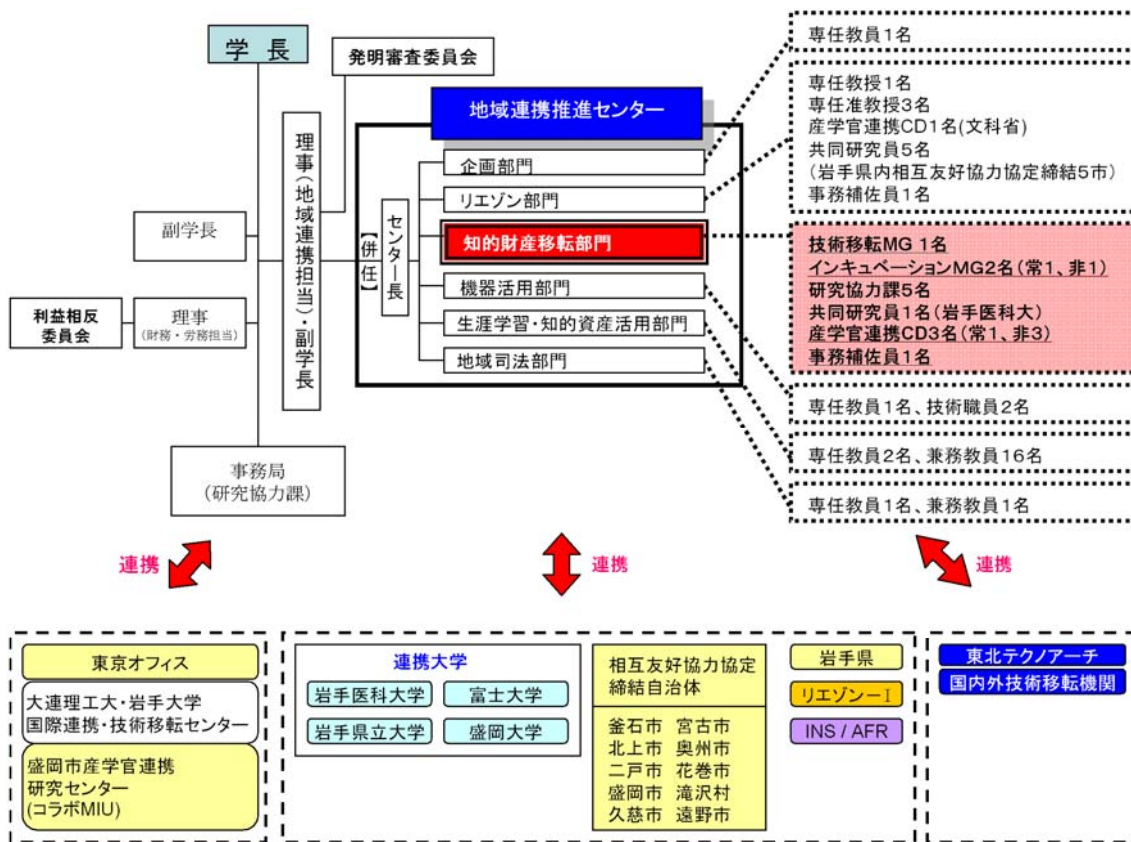 学 長
発明審査委員会
地域連携推進センター
理事（地域連携担当）・副学長
副学長
利益相反
委員会
理事
(財務・労務担当)
事務局
(研究協力課)
【併任】
センター長
企画部門
リエゾン部門
知的財産移転部門
機器活用部門
生涯学習・知的資産活用部門
地域司法部門
専任教員1名
専任教授1名
専任准教授3名
産学官連携CD1名(文科省)
共同研究員5名
(岩手県内相互友好協力協定締結5市)
事務補佐員1名
技術移転MG 1名
インキュベーションMG2名(常1、非1)
研究協力課5名
共同研究員1名(岩手医科大)
産学官連携CD3名(常1、非3)
事務補佐員1名
専任教員1名、技術職員2名
専任教員2名、兼務教員16名
専任教員1名、兼務教員1名
連携
連携
連携
東京オフィス
大連理工大・岩手大学
国際連携・技術移転センター
盛岡市産学官連携
研究センター
(コラボMIU)
連携大学
岩手医科大学 富士大学
岩手県立大学 盛岡大学
相互友好協力協定
締結自治体
釜石市 宮古市
北上市 奥州市
二戸市 花巻市
盛岡市 滝沢村
久慈市 遠野市
岩手県
リエゾンーI
INS / AFR
東北テクノアーチ
国内外技術移転機関